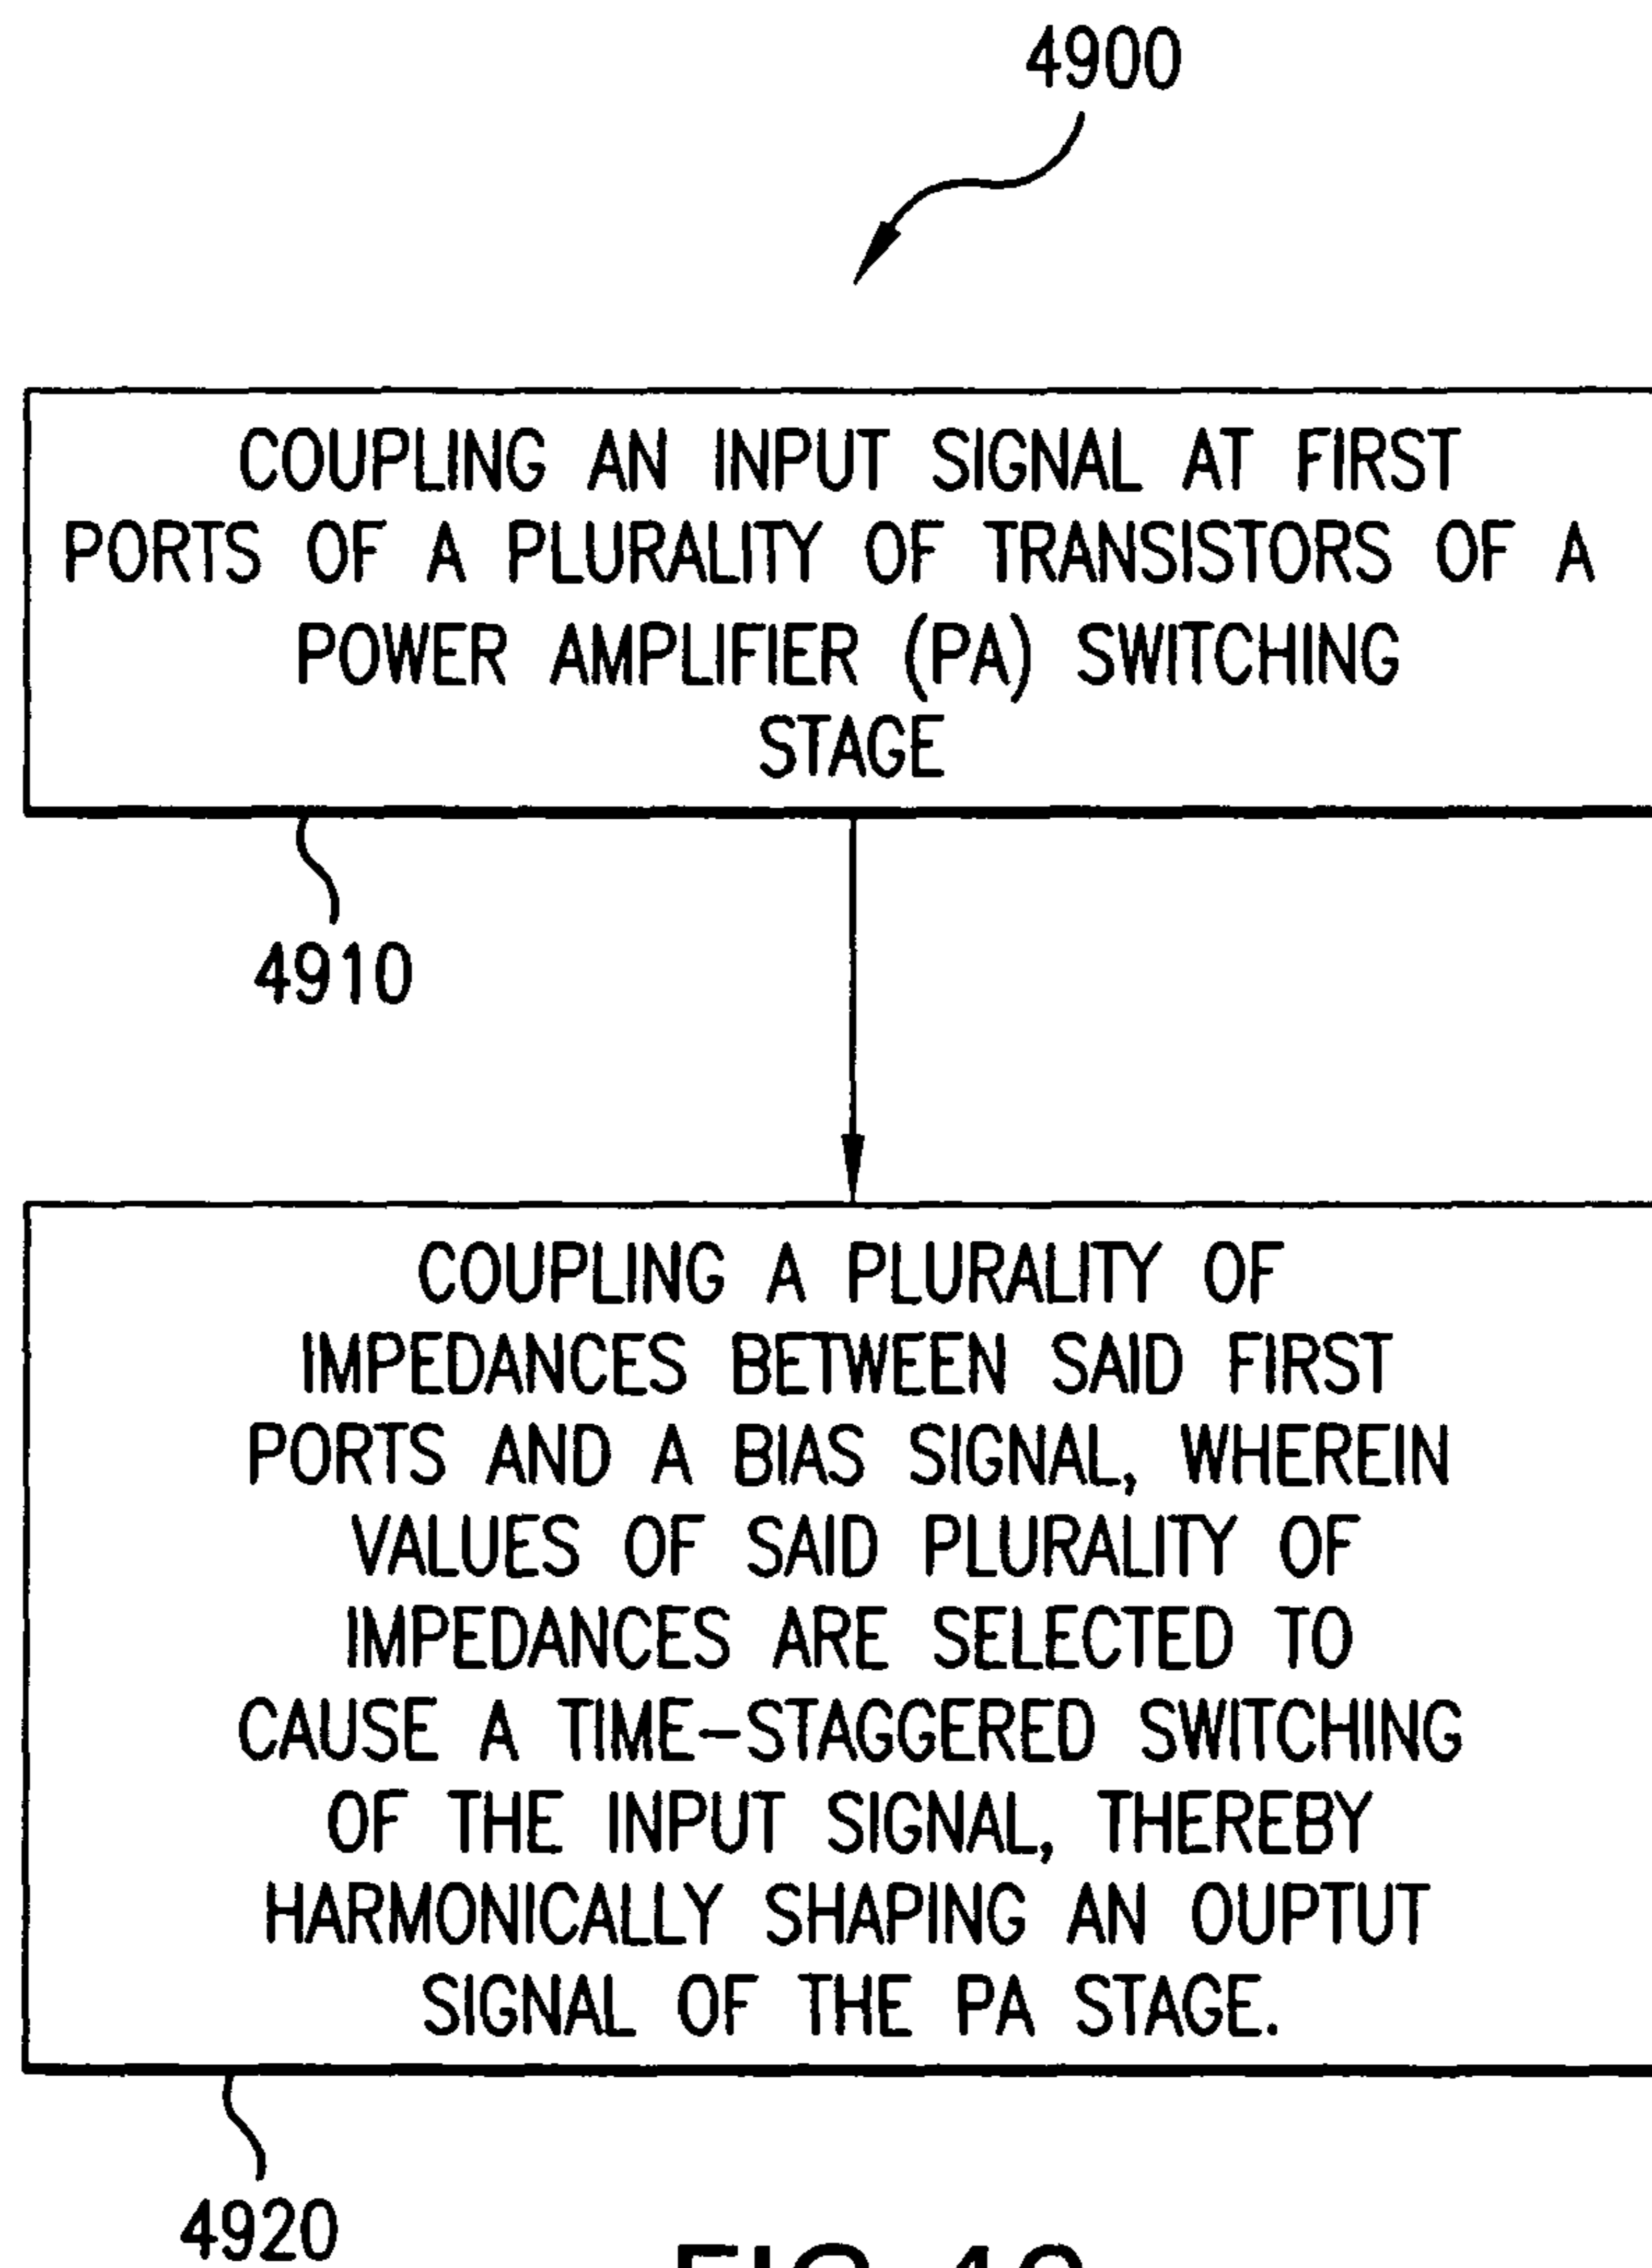 4900
COUPLING AN INPUT SIGNAL AT FIRST
PORTS OF A PLURALITY OF TRANSISTORS OF A
POWER AMPLIFIER (PA) SWITCHING
STAGE
4910
COUPLING A PLURALITY OF
IMPEDANCES BETWEEN SAID FIRST
PORTS AND A BIAS SIGNAL, WHEREIN
VALUES OF SAID PLURALITY OF
IMPEDANCES ARE SELECTED TO
CAUSE A TIME-STAGGERED SWITCHING
OF THE INPUT SIGNAL, THEREBY
HARMONICALLY SHAPING AN OUPTUT
SIGNAL OF THE PA STAGE.
4920